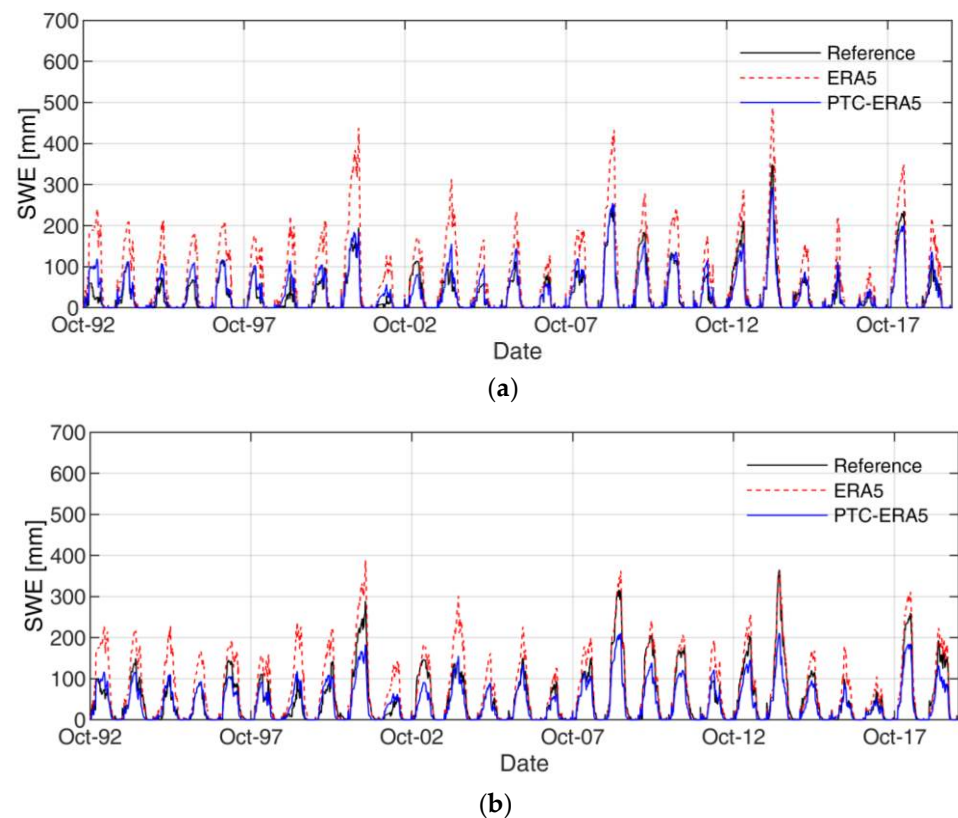 700
600
500
400
300
200
100
0
SWE [mm]
Reference
ERA5
PTC-ERA5
Oct-92 Oct-97 Oct-02 Oct-07 Oct-12 Oct-17
Date
(a)
700
600
500
400
300
200
100
0
SWE [mm]
Reference
ERA5
PTC-ERA5
Oct-92 Oct-97 Oct-02 Oct-07 Oct-12 Oct-17
Date
(b)